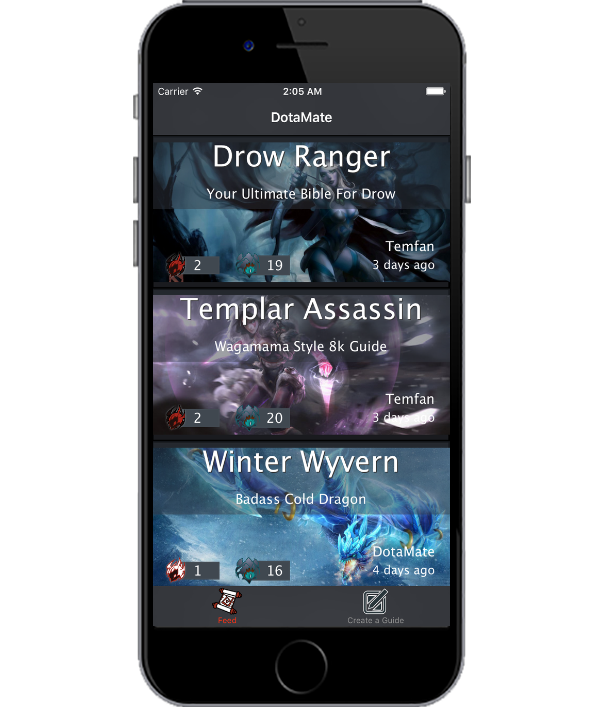 Carrier 2:05 AM
DotaMate
Drow Ranger
Your Ultimate Bible For Drow
Temfan
2 19 3 days ago
Templar Assassin
Wagamama Style 8k Guide
Temfan
2 20 3 days ago
Winter Wyvern
Badass Cold Dragon
DotaMate
1 16 4 days ago
Feed Create a Guide